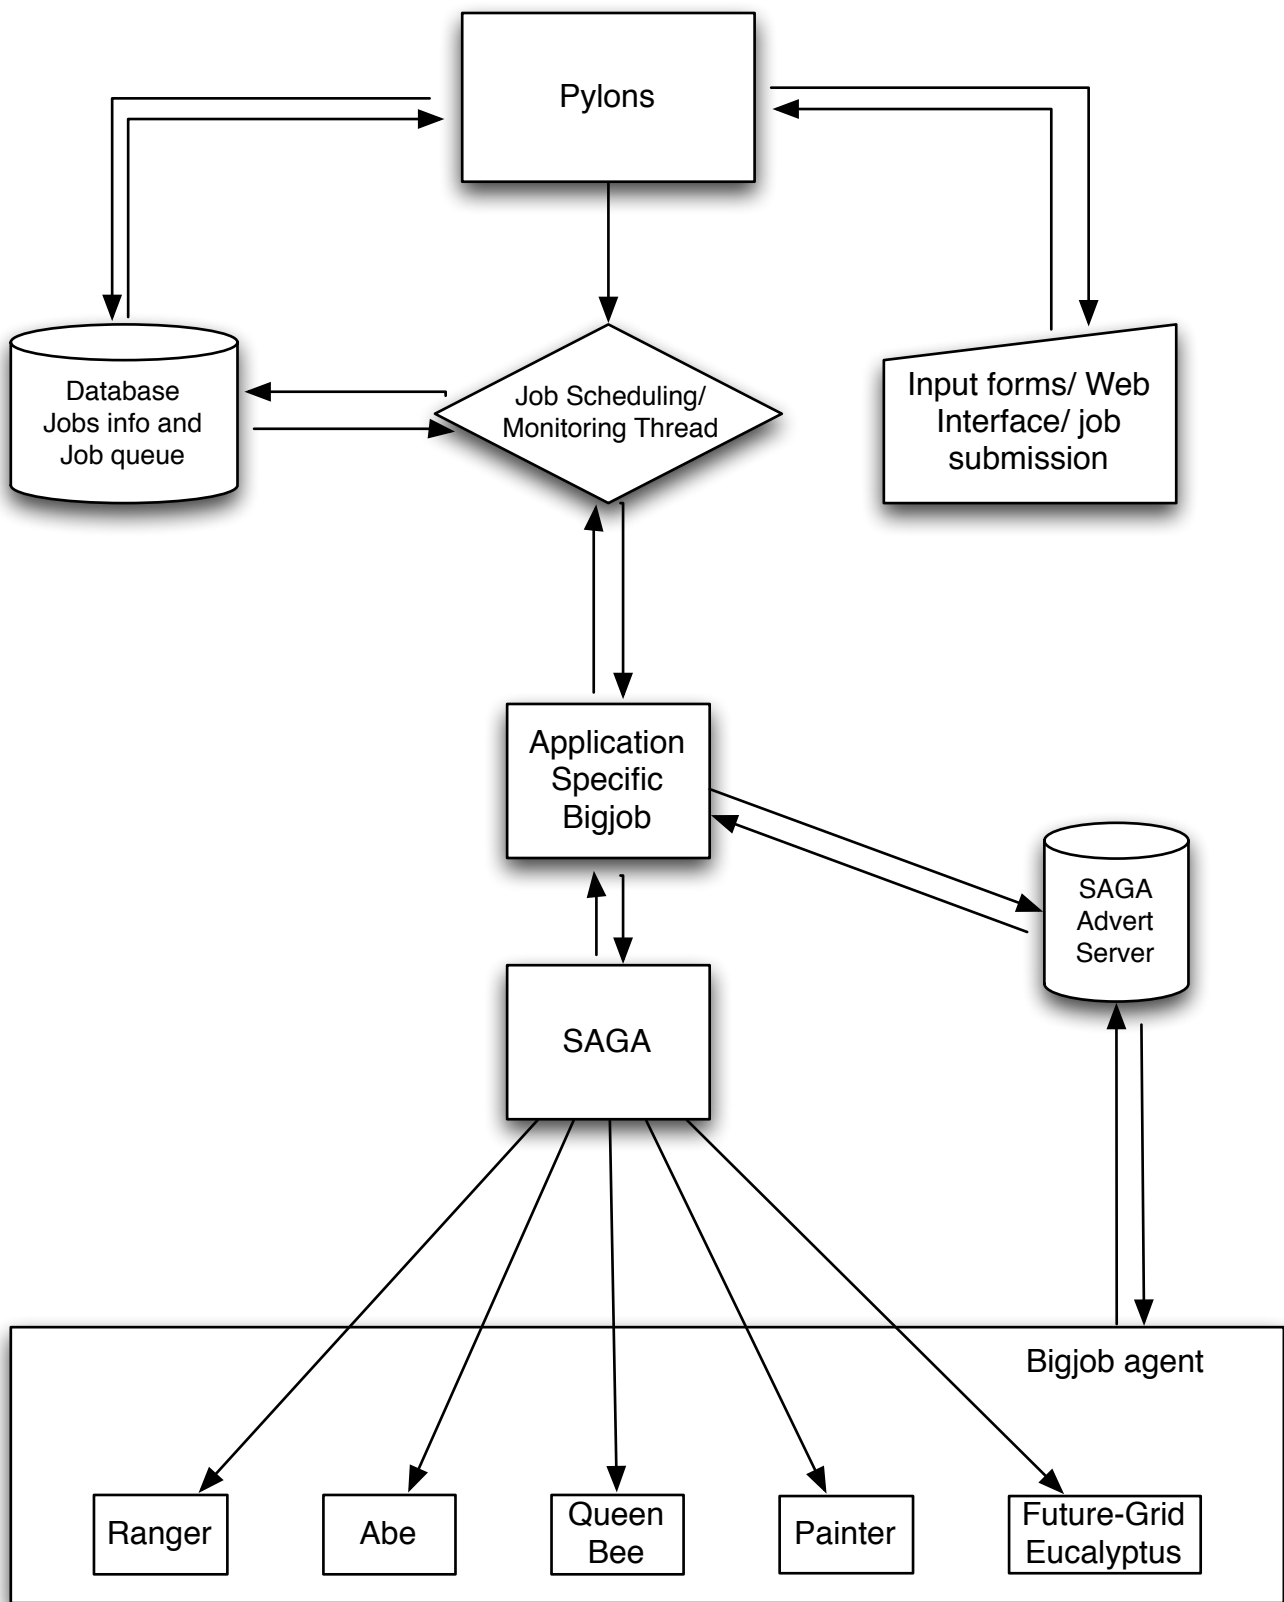 Pylons
Database
Jobs info and
Job queue
Job Scheduling/
Monitoring Thread
Input forms/ Web
Interface/ job
submission
Application
Specific
Bigjob
SAGA
Advert
Server
SAGA
Bigjob agent
Ranger
Abe
Queen
Bee
Painter
Future-Grid
Eucalyptus